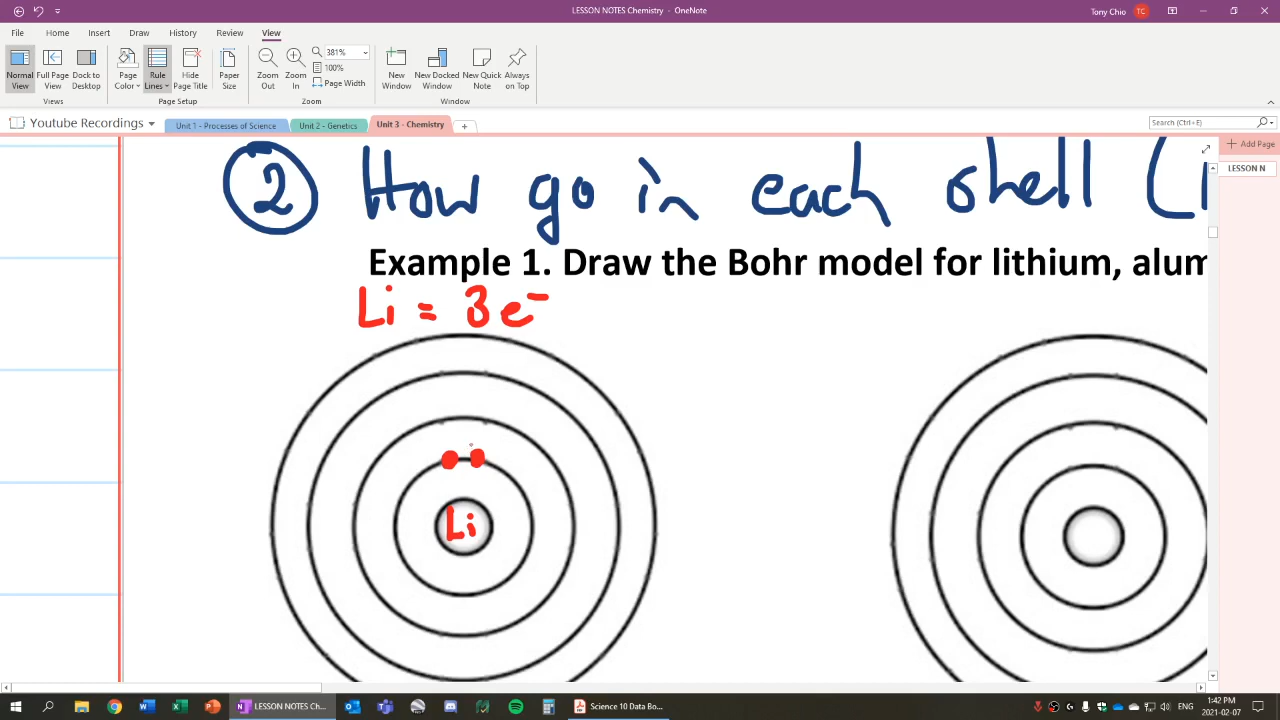 LESSON NOTES Chemistry - OneNote
Tony Chio TC
File Home Insert Draw History Review View
Normal View
Full Page View
Dock to Desktop
Page Color
Rule Lines
Hide Page Title
Paper Size
Zoom Out
Zoom In
381%
100%
Page Width
New Window
New Docked Window
New Quick Note
Always on Top
Views Page Setup Zoom Window
Youtube Recordings
Unit 1 - Processes of Science
Unit 2 - Genetics
Unit 3 - Chemistry
Search (Ctrl+E)
Add Page
LESSON N
2 How go in each shell (
Example 1. Draw the Bohr model for lithium, alum
Li = 3e⁻
Li
LESSON NOTES Ch...
Science 10 Data Bo...
ENG
1:42 PM
2021-02-07